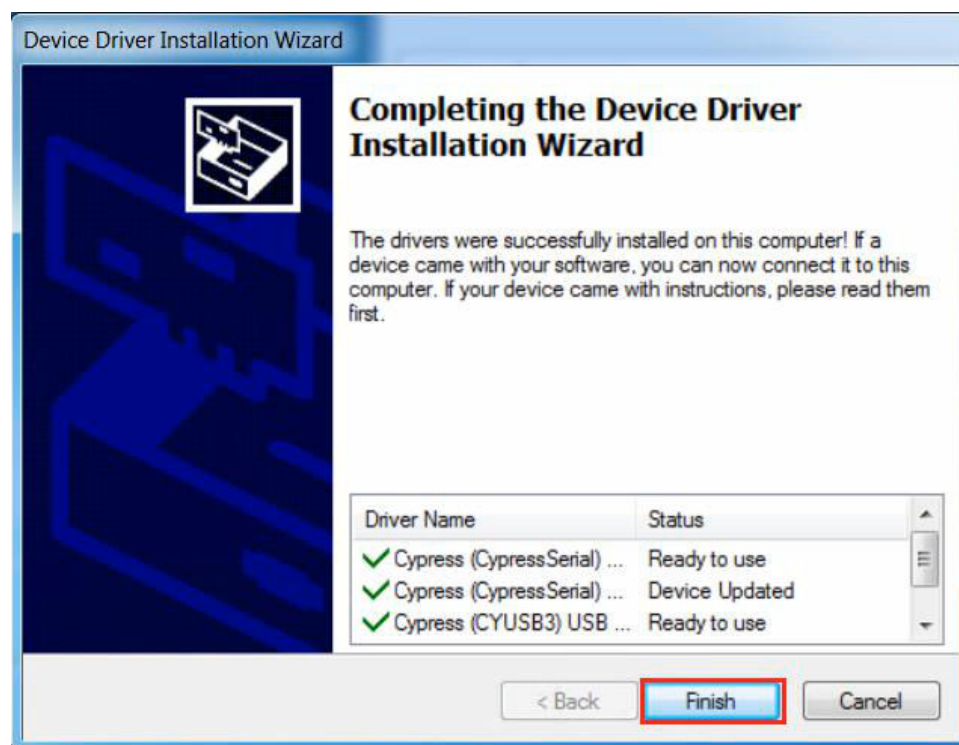 Device Driver Installation Wizard
Completing the Device Driver
Installation Wizard
The drivers were successfully installed on this computer! If a
device came with your software, you can now connect it to this
computer. If your device came with instructions, please read them
first.
Driver Name Status
Cypress (CypressSerial) ... Ready to use
Cypress (CypressSerial) ... Device Updated
Cypress (CYUSB3) USB ... Ready to use
< Back Finish Cancel